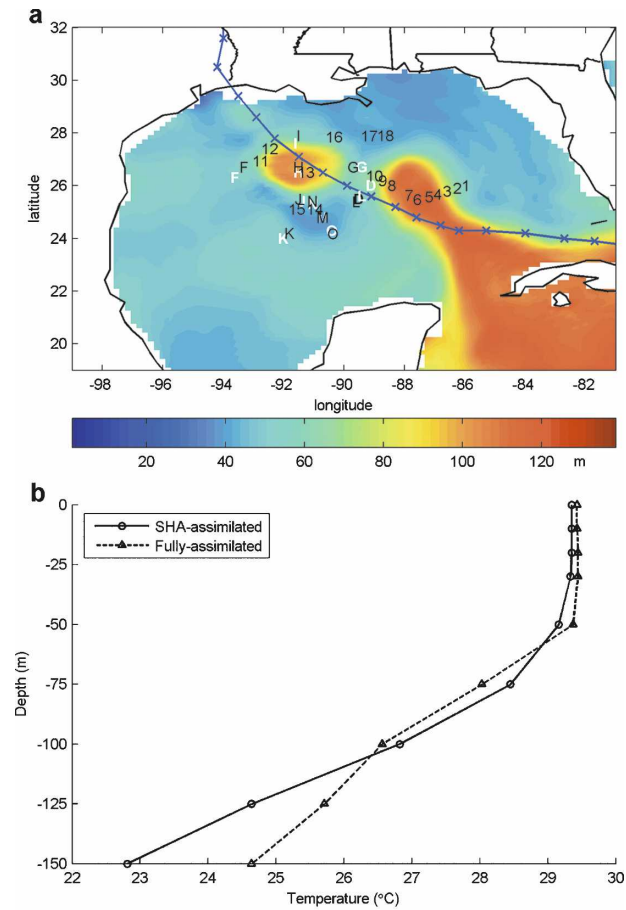 a
32
30
28
26
24
22
20
latitude
I
I
16
1718
12
11
F
F
H
H
13
G
G
10
D
9
8
7
6
5
4
3
2
1
J
J
N
L
E
15
14
M
K
K
O
O
-98 -96 -94 -92 -90 -88 -86 -84 -82
longitude
20 40 60 80 100 120 m
b
0
-25
-50
-75
-100
-125
-150
Depth (m)
SHA-assimilated
Fully-assimilated
22 23 24 25 26 27 28 29 30
Temperature (°C)